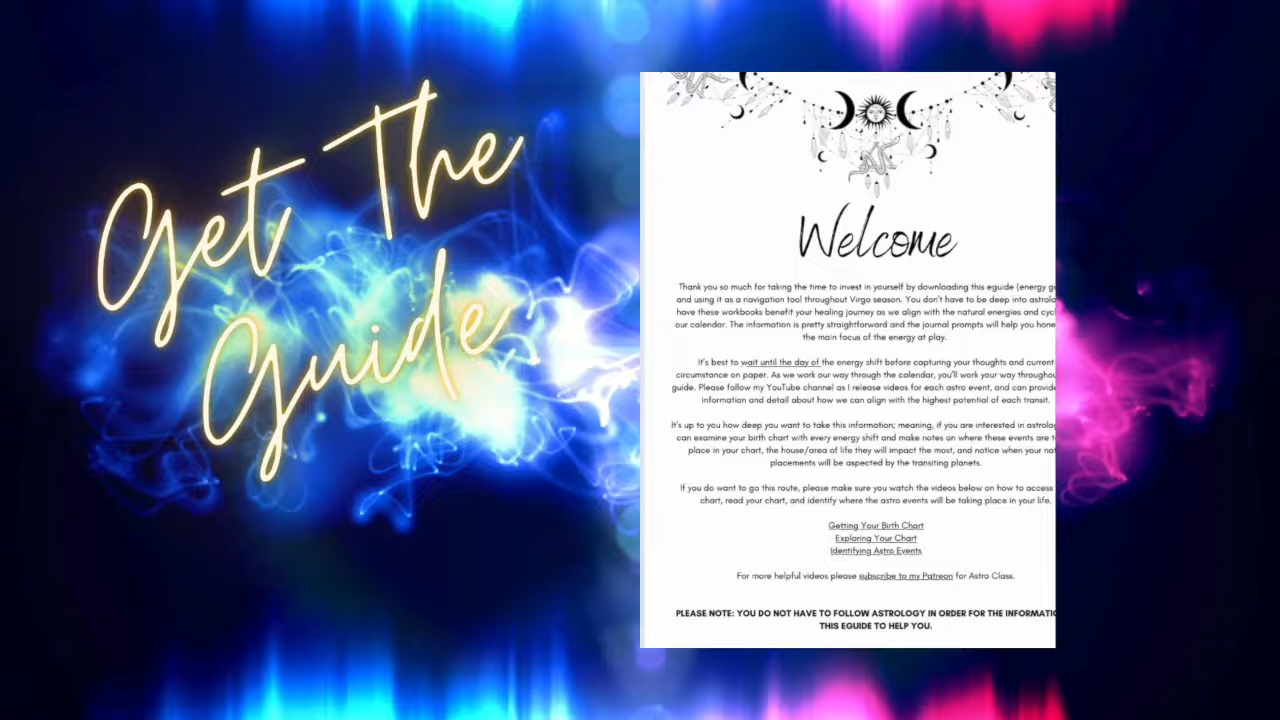 Get The
Guide
Welcome
Thank you so much for taking the time to invest in yourself by downloading this eguide (energy
and using it as a navigation tool throughout Virgo season. You don't have to be deep into
have these workbooks benefit your healing journey as we align with the natural energies and
our calendar. The information is pretty straightforward and the journal prompts will help you
the main focus of the energy at play.
It's best to wait until the day of the energy shift before capturing your thoughts and current
circumstance on paper. As we work our way through the calendar, you'll work your way
guide. Please follow my YouTube channel as I release videos for each astro event, and can
information and detail about how we can align with the highest potential of each transit.
It's up to you how deep you want to take this information; meaning, if you are interested in
can examine your birth chart with every energy shift and make notes on where these events are
place in your chart, the house/area of life they will impact the most, and notice when your
placements will be aspected by the transiting planets.
If you do want to go this route, please make sure you watch the videos below on how to access
chart, read your chart, and identify where the astro events will be taking place in your life.
Getting Your Birth Chart
Exploring Your Chart
Identifying Astro Events
For more helpful videos please subscribe to my Patreon for Astro Class.
PLEASE NOTE: YOU DO NOT HAVE TO FOLLOW ASTROLOGY IN ORDER FOR THE
THIS EGUIDE TO HELP YOU.